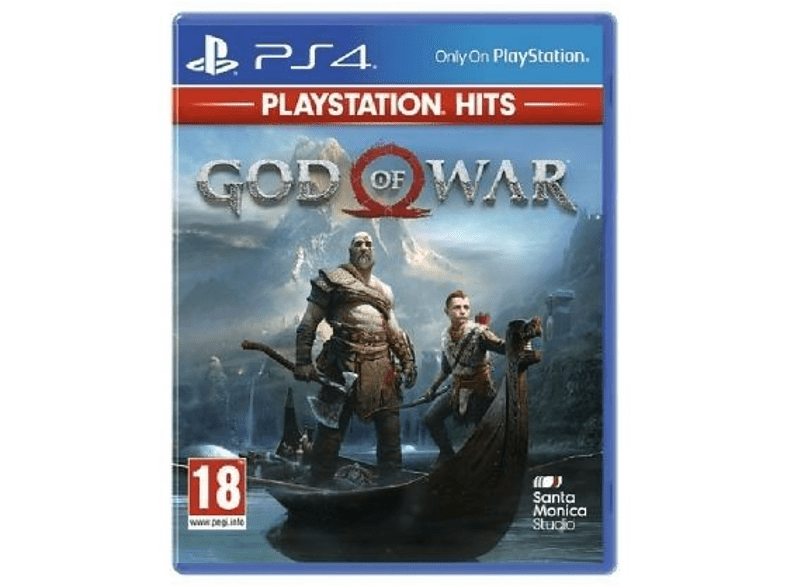 PS4
Only On PlayStation.
PLAYSTATION HITS
GOD OF WAR
18
www.pegi.info
Santa
Monica
Studio